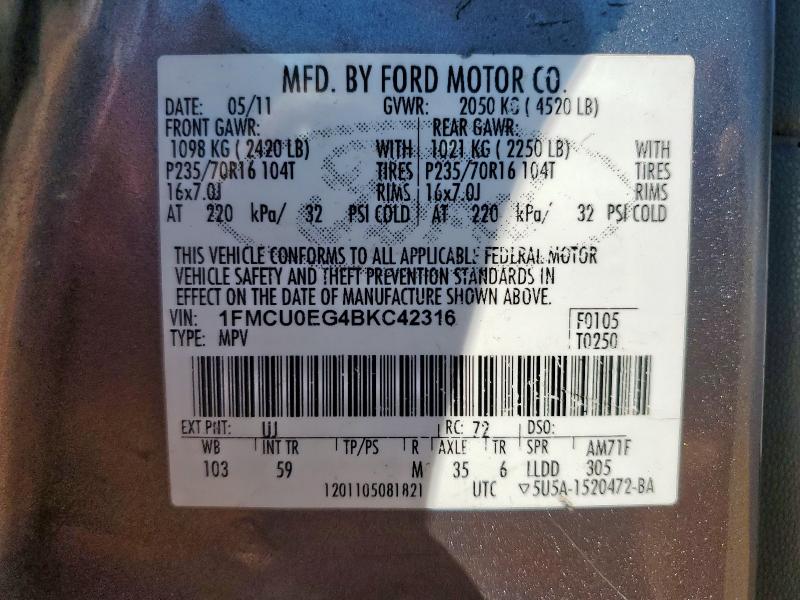 MFD. BY FORD MOTOR CO.
DATE: 05/11 GVWR: 2050 KG ( 4520 LB)
FRONT GAWR: REAR GAWR:
1098 KG ( 2420 LB) WITH 1021 KG ( 2250 LB) WITH
P235/70R16 104T TIRES P235/70R16 104T TIRES
16x7.0J RIMS 16x7.0J RIMS
AT 220 kPa/ 32 PSI COLD AT 220 kPa/ 32 PSI COLD
THIS VEHICLE CONFORMS TO ALL APPLICABLE FEDERAL MOTOR
VEHICLE SAFETY AND THEFT PREVENTION STANDARDS IN
EFFECT ON THE DATE OF MANUFACTURE SHOWN ABOVE.
VIN: 1FMCU0EG4BKC42316 F0105
TYPE: MPV T0250
EXT PNT: UJ RC: 72 DSO:
WB INT TR TP/PS R AXLE TR SPR AM71F
103 59 M 35 6 LLDD 305
1201105081821 UTC ▽5U5A-1520472-BA